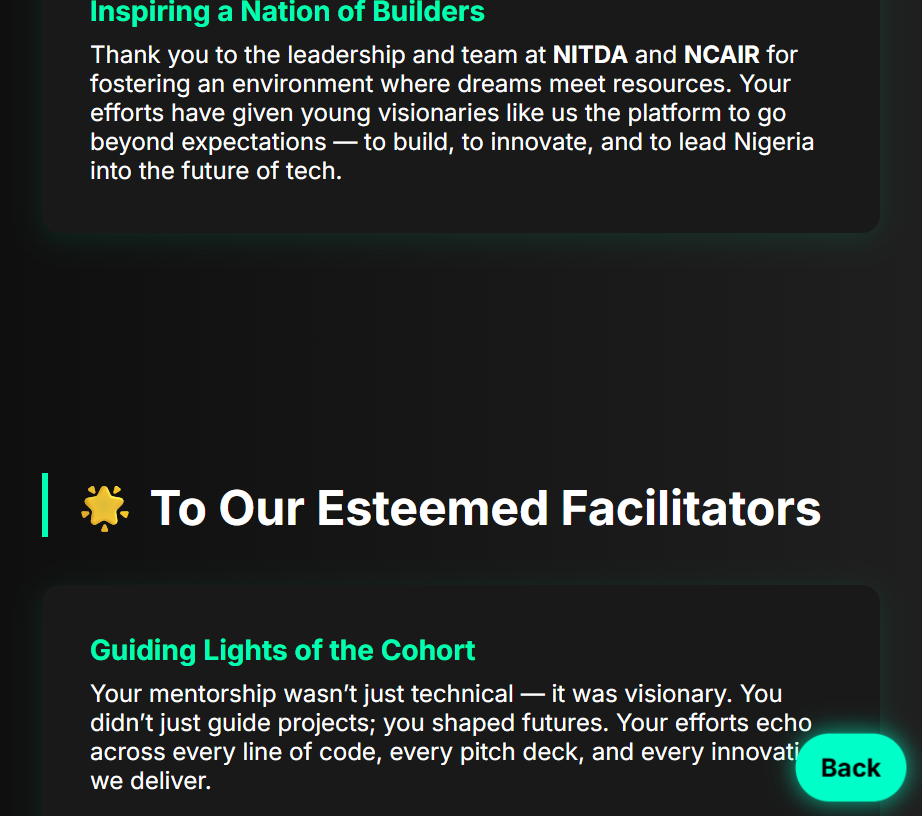 Inspiring a Nation of Builders
Thank you to the leadership and team at NITDA and NCAIR for
fostering an environment where dreams meet resources. Your
efforts have given young visionaries like us the platform to go
beyond expectations — to build, to innovate, and to lead Nigeria
into the future of tech.
🌟 To Our Esteemed Facilitators
Guiding Lights of the Cohort
Your mentorship wasn’t just technical — it was visionary. You
didn’t just guide projects; you shaped futures. Your efforts echo
across every line of code, every pitch deck, and every
we deliver.
Back